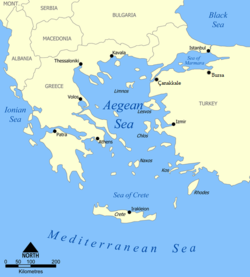 MONT
SERBIA
BULGARIA
Black
Sea
MACEDONIA
ALBANIA
Istanbul
Kavala
Thessaloniki
Sea of
Marmara
Bursa
Çanakkale
GREECE
Limnos
Aegean
Sea
Lesvos
TURKEY
Volos
Ionian
Sea
Chios
Izmir
Patra
Athens
Andros
Naxos
Kos
Rhodes
Sea of Crete
Iraklion
Crete
Mediterranean Sea
NORTH
0 100 200
Kilometres